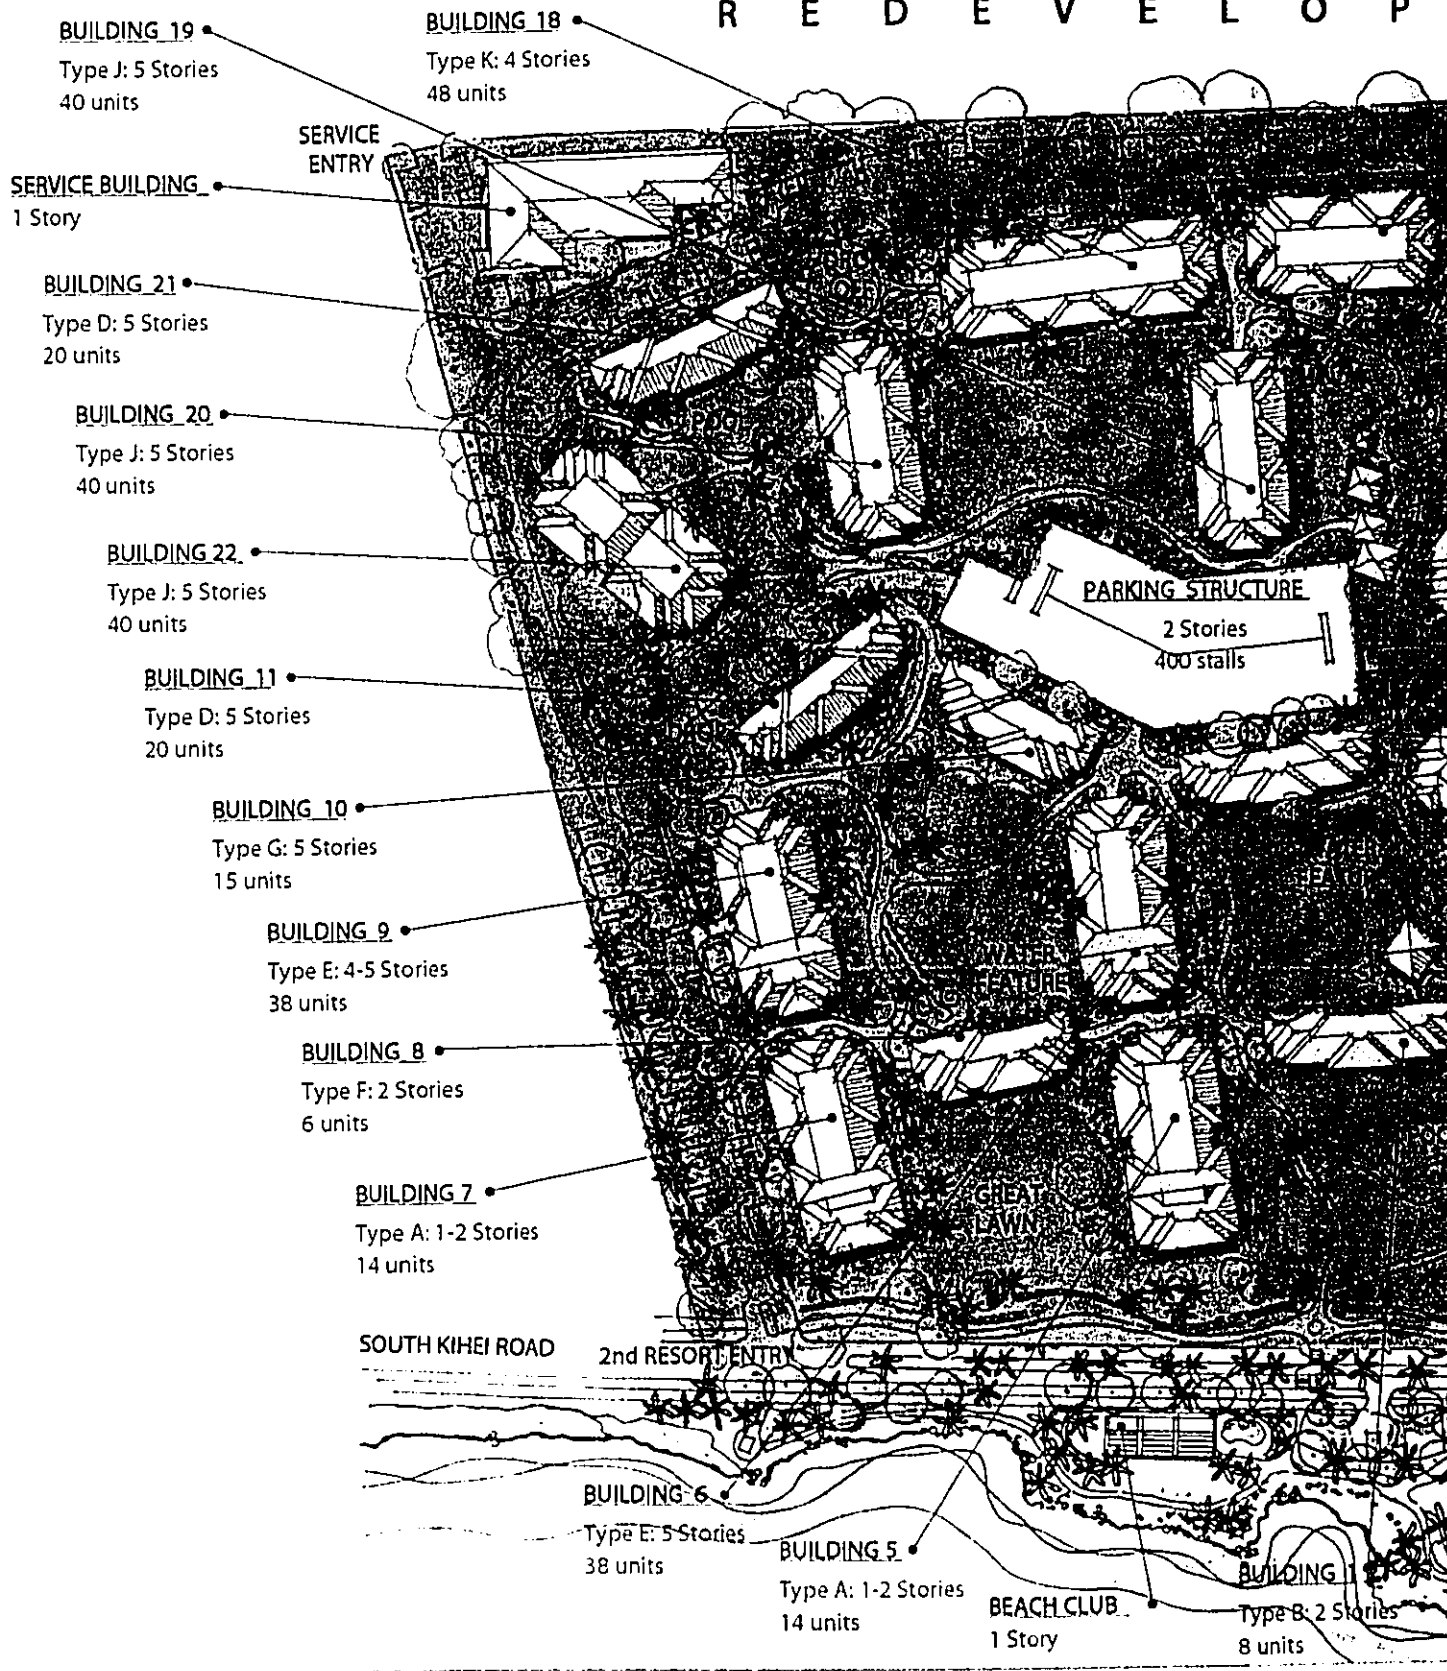 R E D E V E L O P
BUILDING 19
Type J: 5 Stories
40 units
BUILDING 18
Type K: 4 Stories
48 units
SERVICE
ENTRY
SERVICE BUILDING
1 Story
BUILDING 21
Type D: 5 Stories
20 units
BUILDING 20
Type J: 5 Stories
40 units
POOL
BUILDING 22
Type J: 5 Stories
40 units
PARKING STRUCTURE
2 Stories
400 stalls
BUILDING 11
Type D: 5 Stories
20 units
BUILDING 10
Type G: 5 Stories
15 units
BUILDING 9
Type E: 4-5 Stories
38 units
WATER
FEATURE
BUILDING 8
Type F: 2 Stories
6 units
BUILDING 7
Type A: 1-2 Stories
14 units
GREAT
LAWN
SOUTH KIHEI ROAD
2nd RESORT ENTRY
BUILDING 6
Type E: 5 Stories
38 units
BUILDING 5
Type A: 1-2 Stories
14 units
BEACH CLUB
1 Story
BUILDING 1
Type B: 2 Stories
8 units